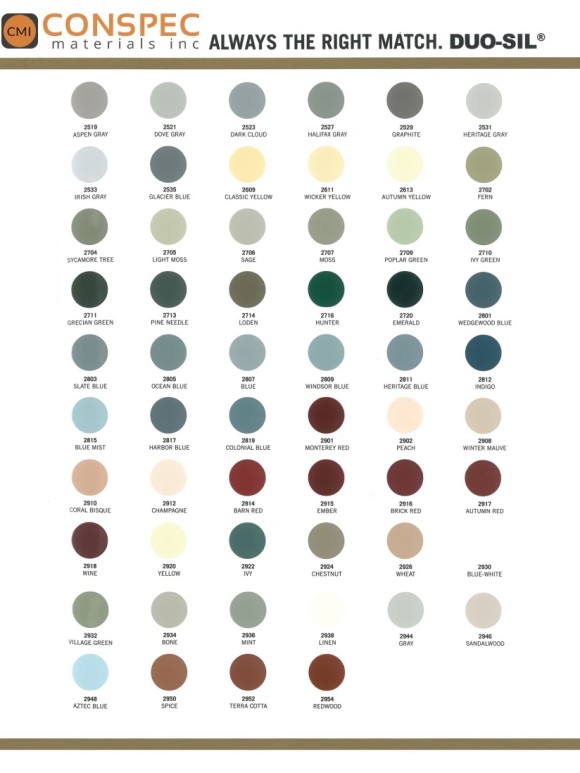 CMI CONSPEC
materials inc ALWAYS THE RIGHT MATCH. DUO-SIL®
2519 2521 2523 2527 2529 2531
ASPEN GRAY DOVE GRAY DARK CLOUD HALIFAX GRAY GRAPHITE HERITAGE GRAY
2533 2535 2609 2611 2613 2702
IRISH GRAY GLACIER BLUE CLASSIC YELLOW WICKER YELLOW AUTUMN YELLOW FERN
2704 2705 2706 2707 2709 2710
SYCAMORE TREE LIGHT MOSS SAGE MOSS POPLAR GREEN IVY GREEN
2711 2713 2714 2716 2720 2801
GRECIAN GREEN PINE NEEDLE LODEN HUNTER EMERALD WEDGEWOOD BLUE
2803 2805 2807 2809 2811 2812
SLATE BLUE OCEAN BLUE BLUE WINDSOR BLUE HERITAGE BLUE INDIGO
2815 2817 2819 2901 2902 2908
BLUE MIST HARBOR BLUE COLONIAL BLUE MONTEREY RED PEACH WINTER MAUVE
2910 2912 2914 2915 2916 2917
CORAL BISQUE CHAMPAGNE BARN RED EMBER BRICK RED AUTUMN RED
2918 2920 2922 2924 2926 2930
WINE YELLOW IVY CHESTNUT WHEAT BLUE-WHITE
2932 2934 2936 2938 2944 2946
VILLAGE GREEN BONE MINT LINEN GRAY SANDALWOOD
2948 2950 2952 2954
AZTEC BLUE SPICE TERRA COTTA REDWOOD